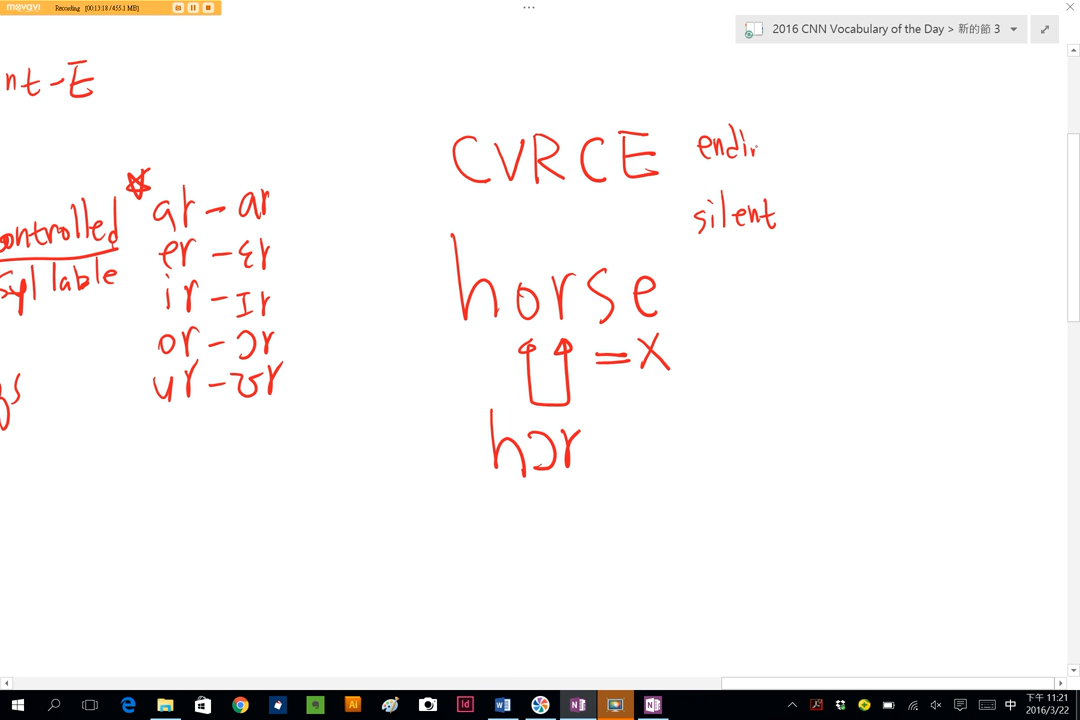 movavi Recording [00:13:18 / 455.1 MB]
2016 CNN Vocabulary of the Day > 新的節 3
nt - E
CVRCE
endi
silent
ontrolled
Syllable
ar - ar
er - ɛr
ir - ɪr
or - ɔr
ur - ʊr
horse
= X
hɔr
中
下午 11:21
2016/3/22